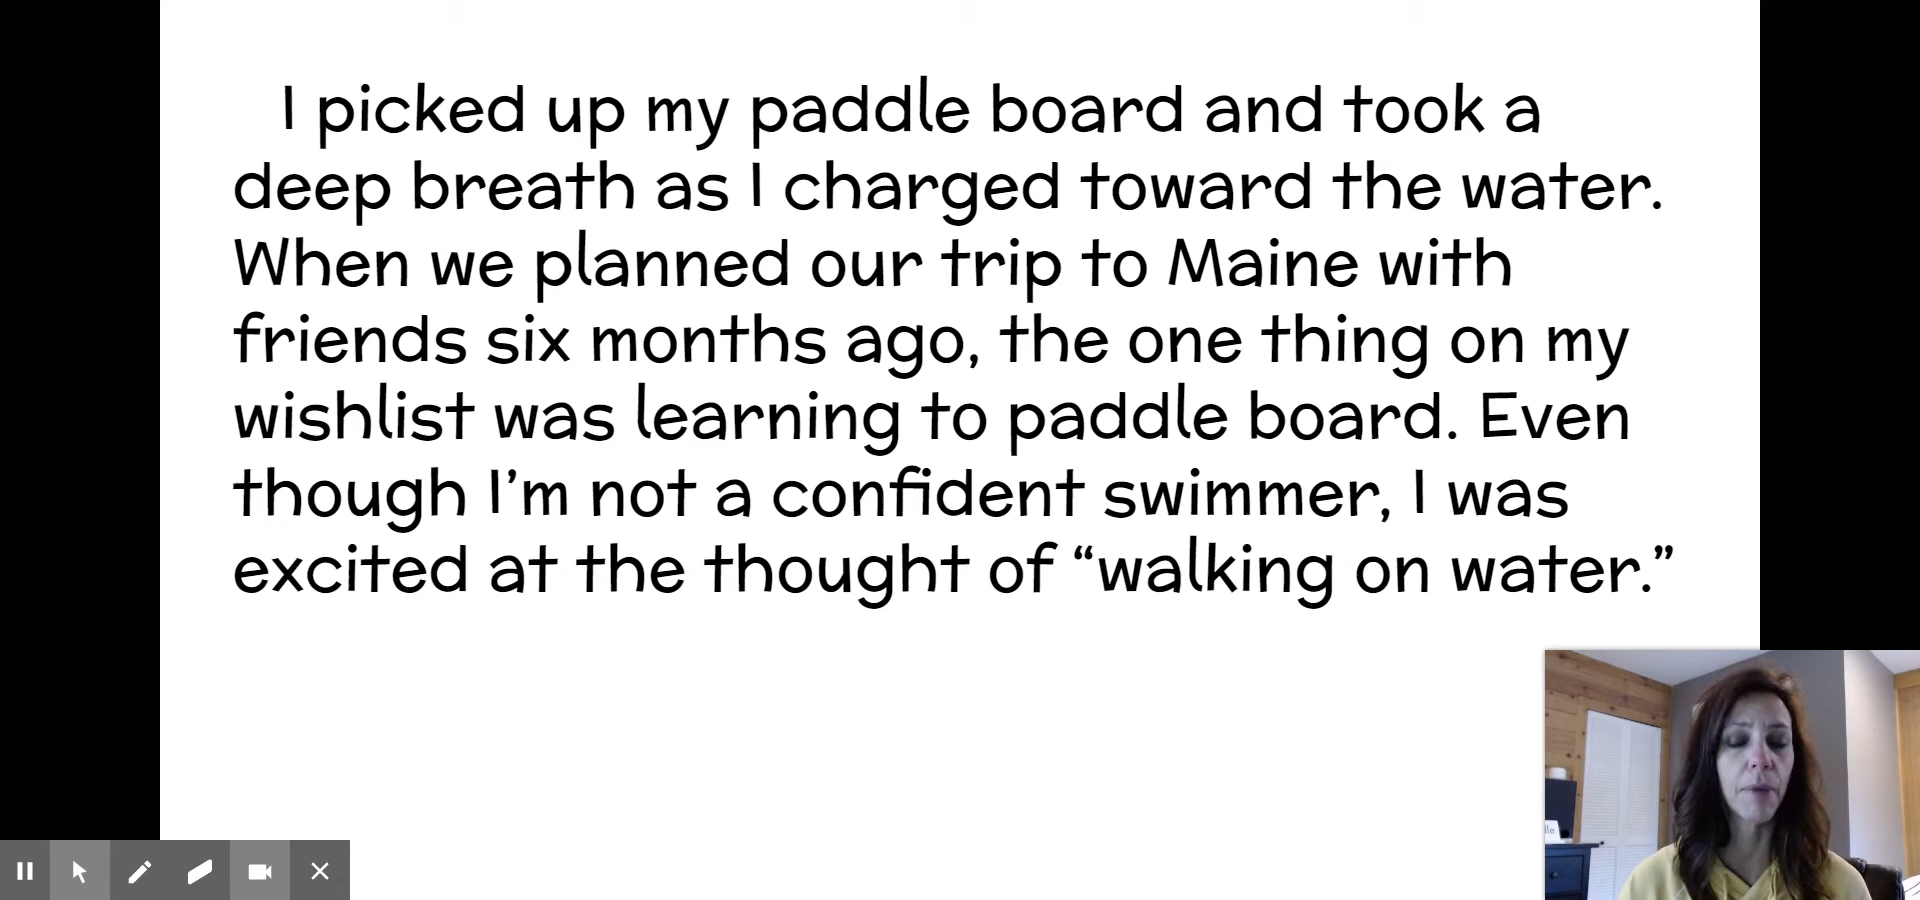 I picked up my paddle board and took a
deep breath as I charged toward the water.
When we planned our trip to Maine with
friends six months ago, the one thing on my
wishlist was learning to paddle board. Even
though I’m not a confident swimmer, I was
excited at the thought of “walking on water.”